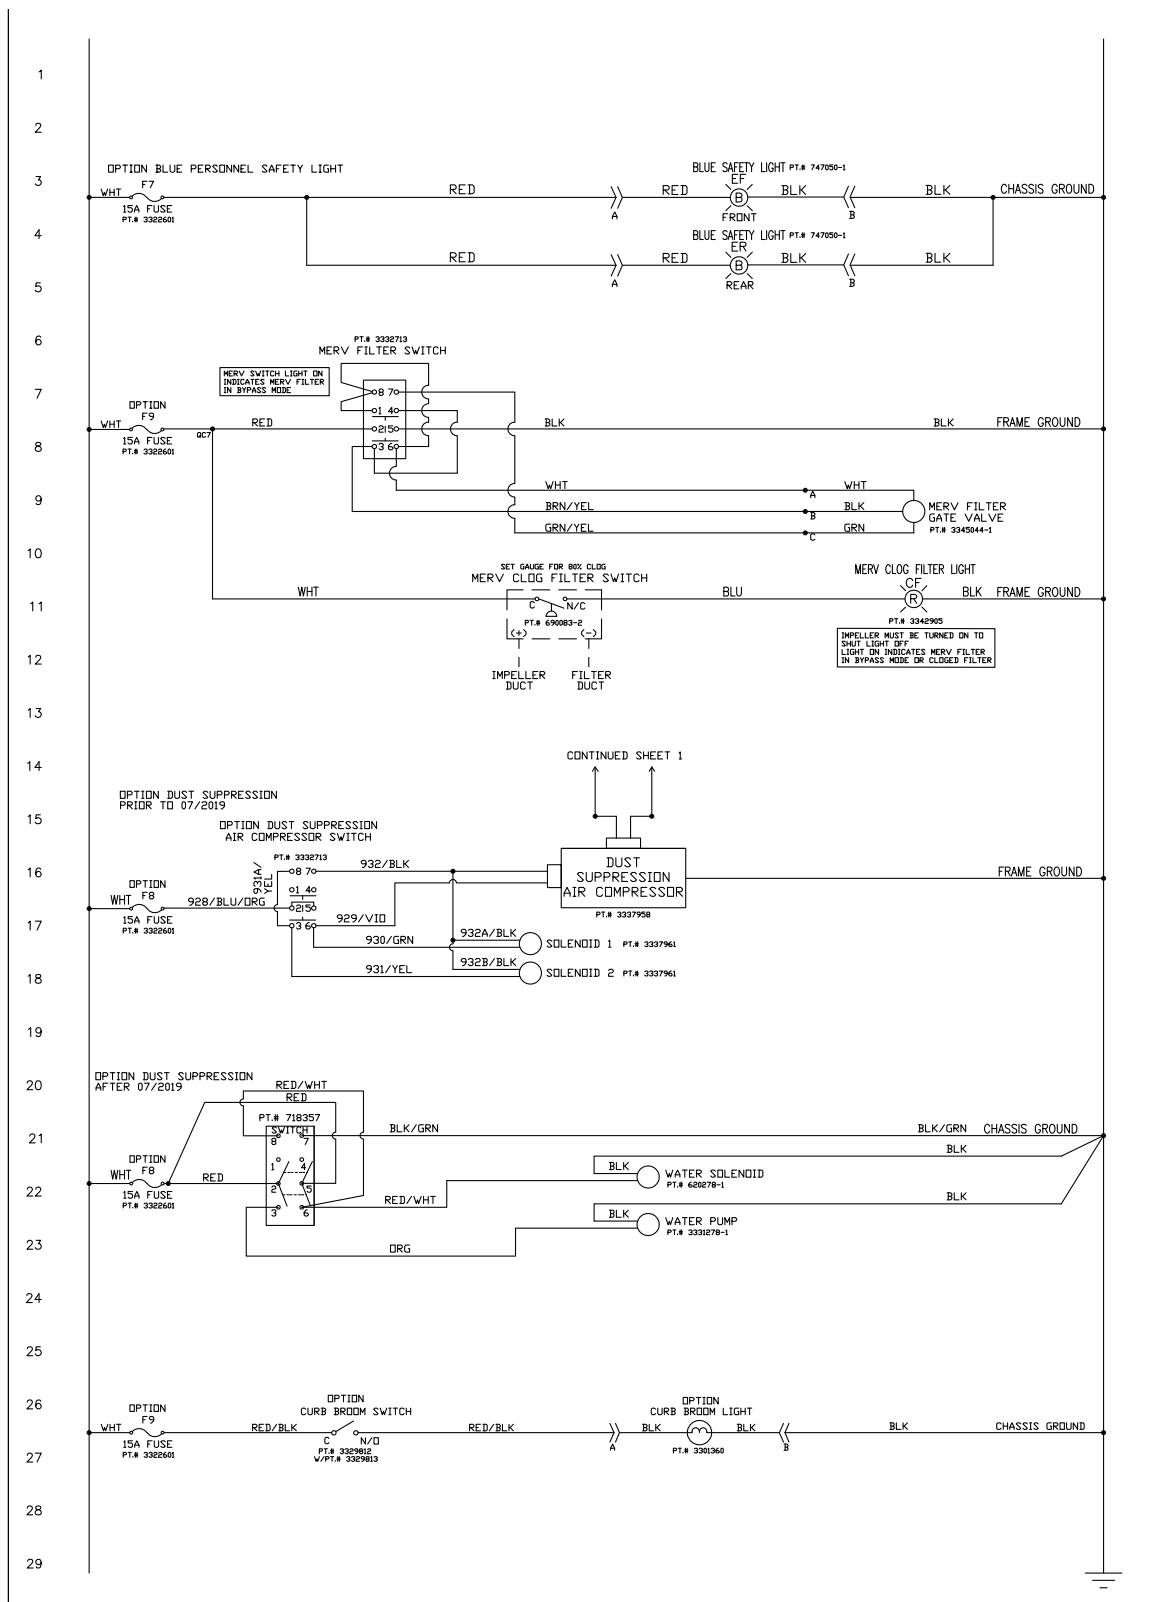 1
2
OPTION BLUE PERSONNEL SAFETY LIGHT
BLUE SAFETY LIGHT PT.# 747050-1
3
F7
EF
WHT
RED
RED
B
BLK
BLK
CHASSIS GROUND
15A FUSE
PT.# 3322601
A
FRONT
B
4
BLUE SAFETY LIGHT PT.# 747050-1
ER
RED
RED
B
BLK
BLK
A
REAR
B
5
6
PT.# 3332713
MERV FILTER SWITCH
MERV SWITCH LIGHT ON
INDICATES MERV FILTER
IN BYPASS MODE
7
8 7
OPTION
F9
1 4
WHT
RED
2 5
BLK
BLK
FRAME GROUND
QC7
15A FUSE
PT.# 3322601
8
3 6
WHT
A
WHT
9
BRN/YEL
B
BLK
MERV FILTER
GATE VALVE
PT.# 3345044-1
GRN/YEL
C
GRN
10
SET GAUGE FOR 80% CLOG
MERV CLOG FILTER SWITCH
MERV CLOG FILTER LIGHT
CF
WHT
BLU
R
BLK
FRAME GROUND
11
C
N/C
PT.# 690083-2
(+)
(-)
PT.# 3342905
IMPELLER MUST BE TURNED ON TO
SHUT LIGHT OFF
LIGHT ON INDICATES MERV FILTER
IN BYPASS MODE OR CLOGED FILTER
12
IMPELLER
DUCT
FILTER
DUCT
13
14
CONTINUED SHEET 1
OPTION DUST SUPPRESSION
PRIOR TO 07/2019
15
OPTION DUST SUPPRESSION
AIR COMPRESSOR SWITCH
PT.# 3332713
16
931A/
YEL
8 7
932/BLK
DUST
SUPPRESSION
AIR COMPRESSOR
FRAME GROUND
OPTION
F8
1 4
WHT
928/BLU/ORG
2 5
15A FUSE
PT.# 3322601
PT.# 3337958
17
3 6
929/VIO
932A/BLK
930/GRN
SOLENOID 1 PT.# 3337961
932B/BLK
931/YEL
SOLENOID 2 PT.# 3337961
18
19
OPTION DUST SUPPRESSION
AFTER 07/2019
20
RED/WHT
RED
PT.# 718357
SWITCH
21
8
7
BLK/GRN
BLK/GRN
CHASSIS GROUND
BLK
OPTION
F8
1
4
BLK
WHT
RED
WATER SOLENOID
PT.# 620278-1
15A FUSE
PT.# 3322601
22
2
5
RED/WHT
BLK
3
6
BLK
WATER PUMP
PT.# 3331278-1
23
ORG
24
25
26
OPTION
F9
OPTION
CURB BROOM SWITCH
OPTION
CURB BROOM LIGHT
WHT
RED/BLK
RED/BLK
BLK
BLK
BLK
CHASSIS GROUND
C
N/O
A
B
15A FUSE
PT.# 3322601
PT.# 3329812
W/PT.# 3329813
PT.# 3301360
27
28
29